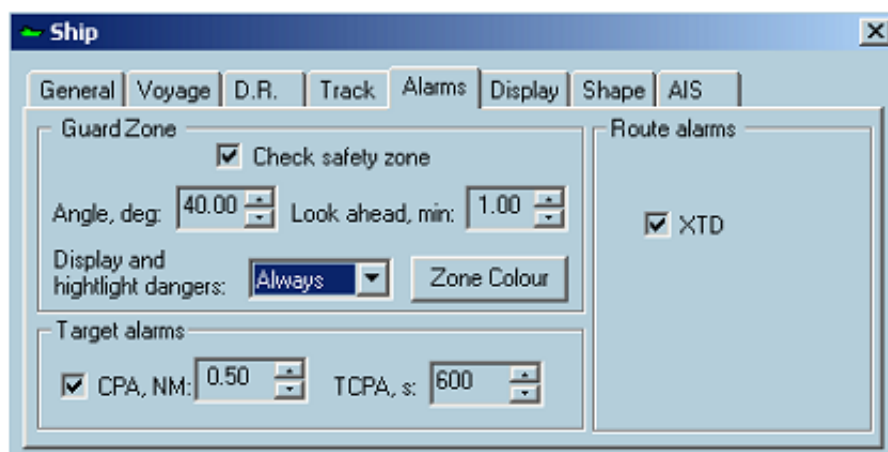 Ship
General Voyage D.R. Track Alarms Display Shape AIS
Guard Zone
Check safety zone
Angle, deg: 40.00 Look ahead, min: 1.00
Display and
hightlight dangers: Always Zone Colour
Target alarms
CPA, NM: 0.50 TCPA, s: 600
Route alarms
XTD